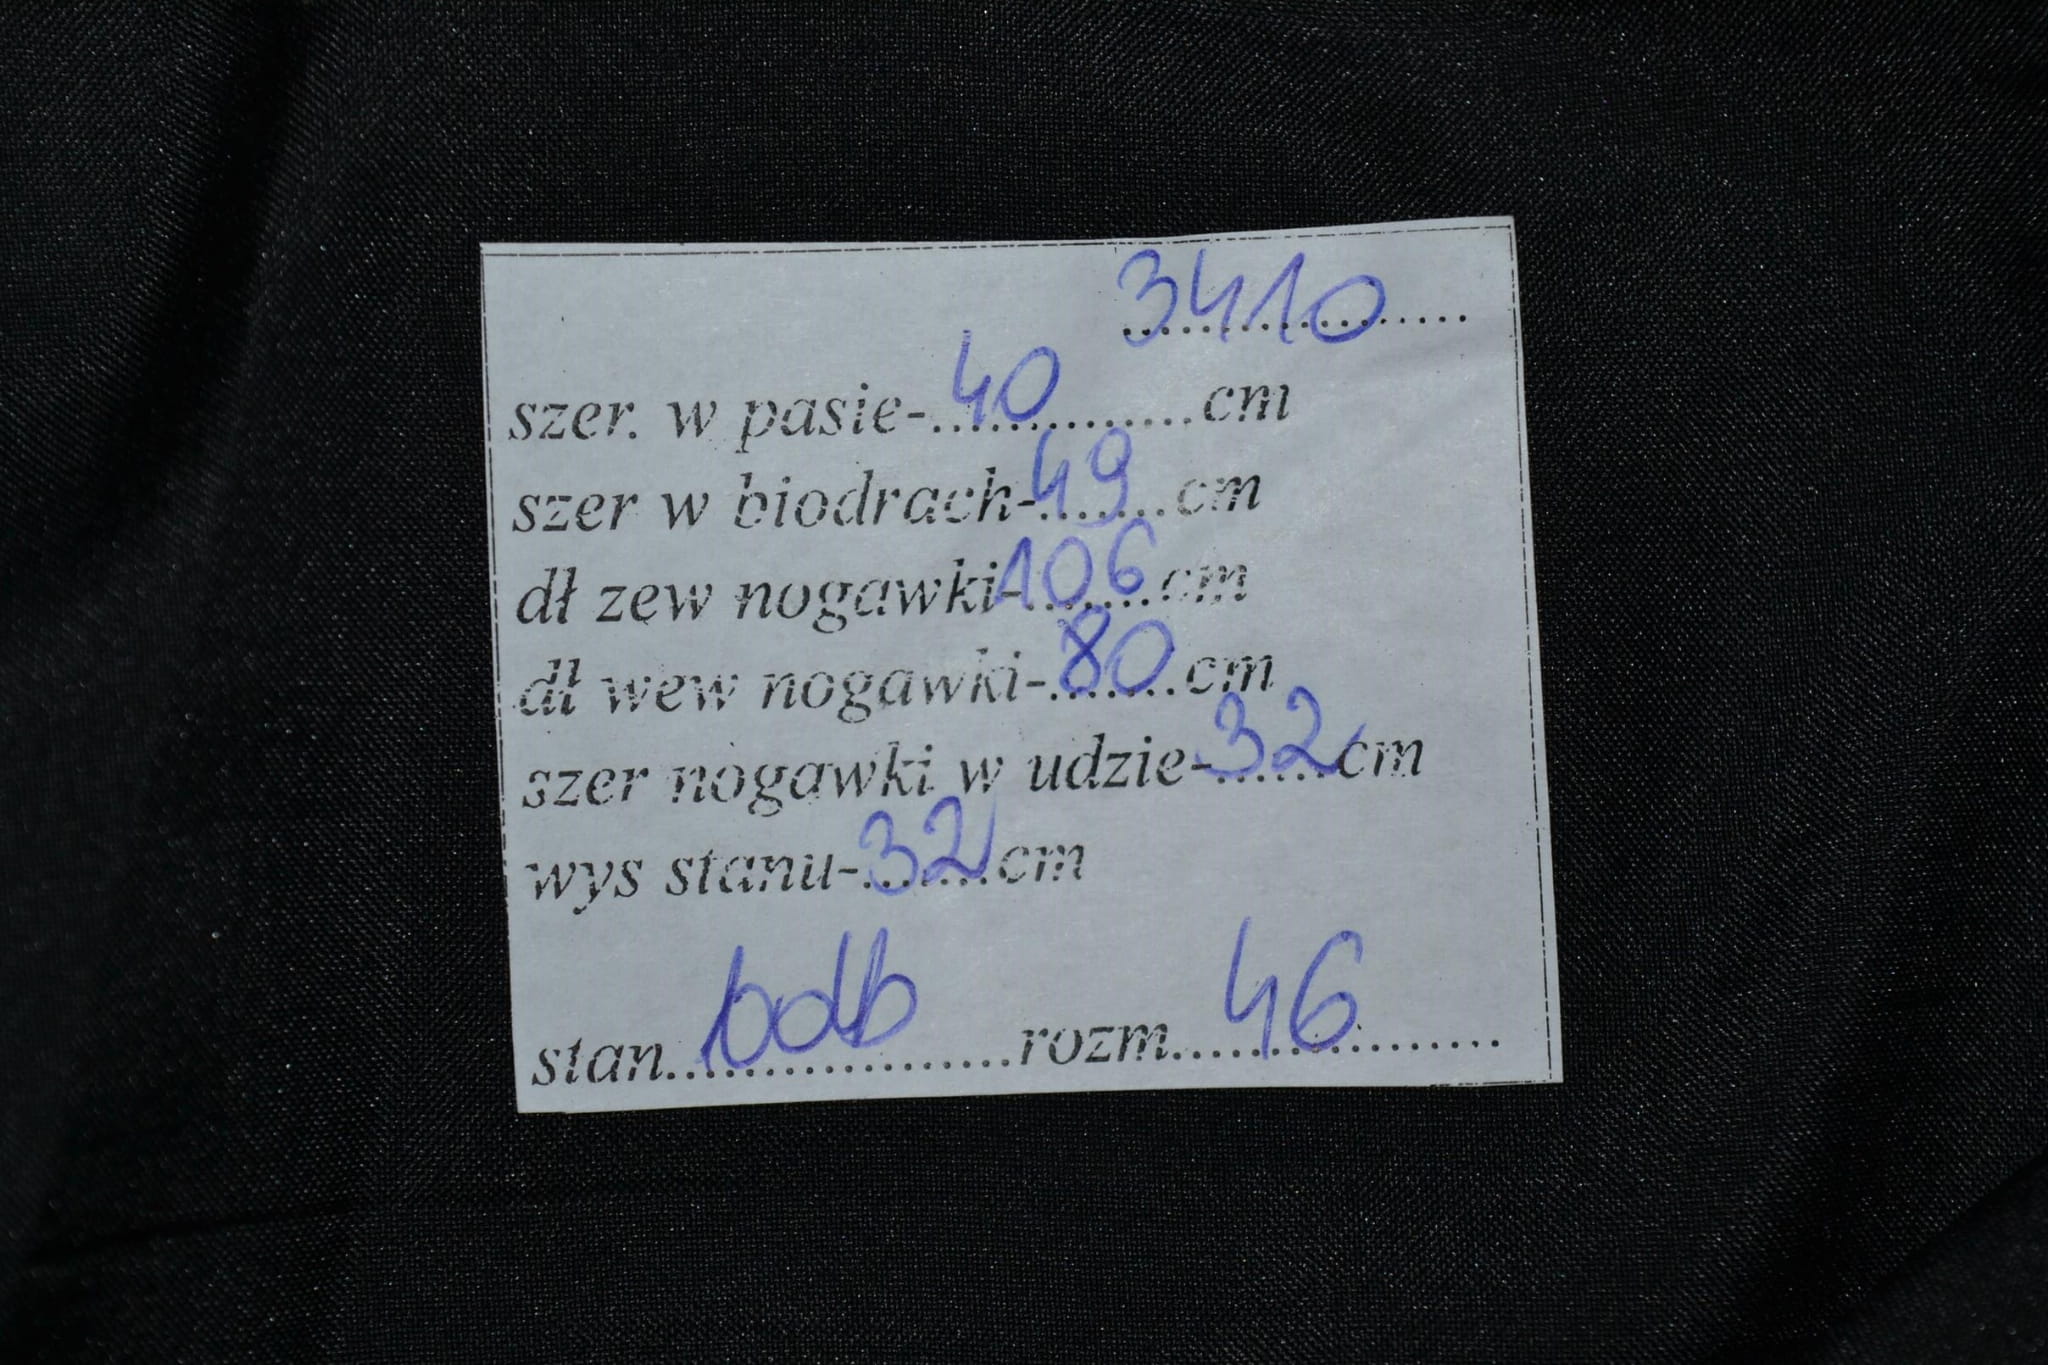 3410
szer. w pasie-40cm
szer w biodrach-49cm
dł zew nogawki-106cm
dł wew nogawki-80cm
szer nogawki w udzie-32cm
wys stanu-32cm
stan bdb rozm 46